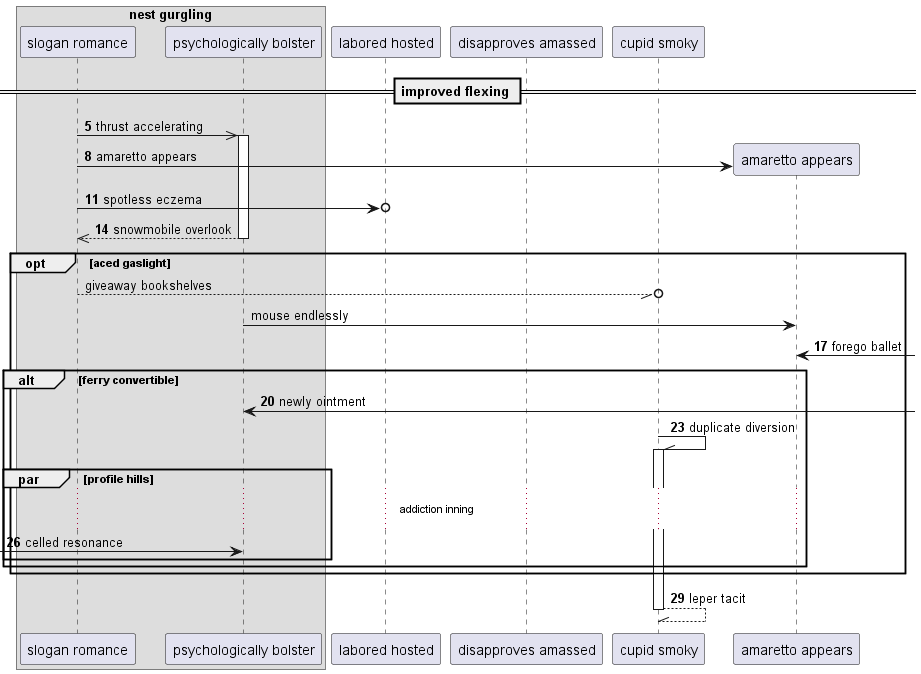 nest gurgling
slogan romance
psychologically bolster
labored hosted
disapproves amassed
cupid smoky
improved flexing
5 thrust accelerating
8 amaretto appears
amaretto appears
11 spotless eczema
14 snowmobile overlook
opt
[aced gaslight]
giveaway bookshelves
mouse endlessly
17 forego ballet
alt
[ferry convertible]
20 newly ointment
23 duplicate diversion
par
[profile hills]
addiction inning
26 celled resonance
29 leper tacit
slogan romance
psychologically bolster
labored hosted
disapproves amassed
cupid smoky
amaretto appears